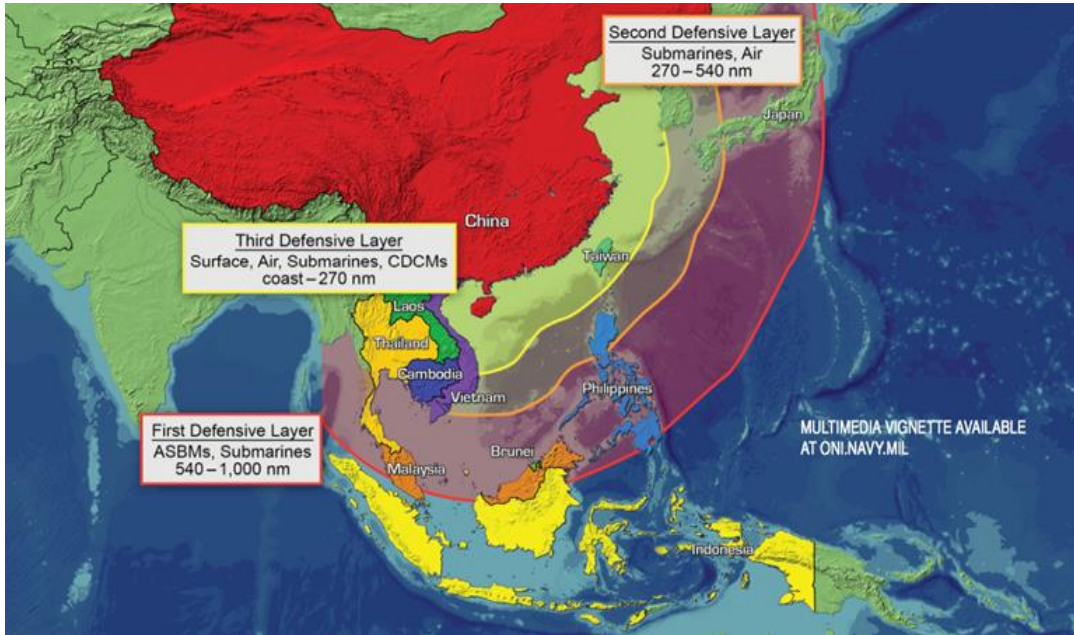 Second Defensive Layer
Submarines, Air
270 – 540 nm
Japan
China
Third Defensive Layer
Surface, Air, Submarines, CDCMs
coast – 270 nm
Taiwan
Laos
Thailand
Cambodia
Vietnam
Philippines
First Defensive Layer
ASBMs, Submarines
540 – 1,000 nm
MULTIMEDIA VIGNETTE AVAILABLE
AT ONI.NAVY.MIL
Brunei
Malaysia
Indonesia